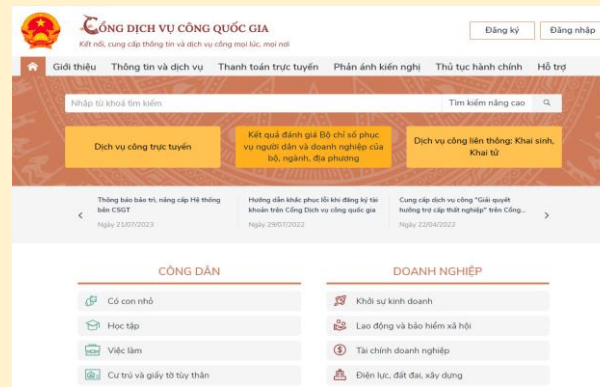 CỔNG DỊCH VỤ CÔNG QUỐC GIA
Kết nối, cung cấp thông tin và dịch vụ công mọi lúc, mọi nơi
Đăng ký
Đăng nhập
Giới thiệu
Thông tin và dịch vụ
Thanh toán trực tuyến
Phản ánh kiến nghị
Thủ tục hành chính
Hỗ trợ
Nhập từ khoá tìm kiếm
Tìm kiếm nâng cao
Dịch vụ công trực tuyến
Kết quả đánh giá Bộ chỉ số phục
vụ người dân và doanh nghiệp của
bộ, ngành, địa phương
Dịch vụ công liên thông: Khai sinh,
Khai tử
Thông báo bảo trì, nâng cấp Hệ thống
bên CSGT
Ngày 21/07/2023
Hướng dẫn khắc phục lỗi khi đăng ký tài
khoản trên Cổng Dịch vụ công quốc gia
Ngày 29/07/2022
Cung cấp dịch vụ công "Giải quyết
hưởng trợ cấp thất nghiệp" trên Cổng...
Ngày 22/04/2022
CÔNG DÂN
Có con nhỏ
Học tập
Việc làm
Cư trú và giấy tờ tùy thân
DOANH NGHIỆP
Khởi sự kinh doanh
Lao động và bảo hiểm xã hội
Tài chính doanh nghiệp
Điện lực, đất đai, xây dựng